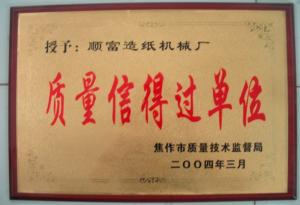 授予：顺富造纸机械厂
质量信得过单位
焦作市质量技术监督局
二〇〇四年三月